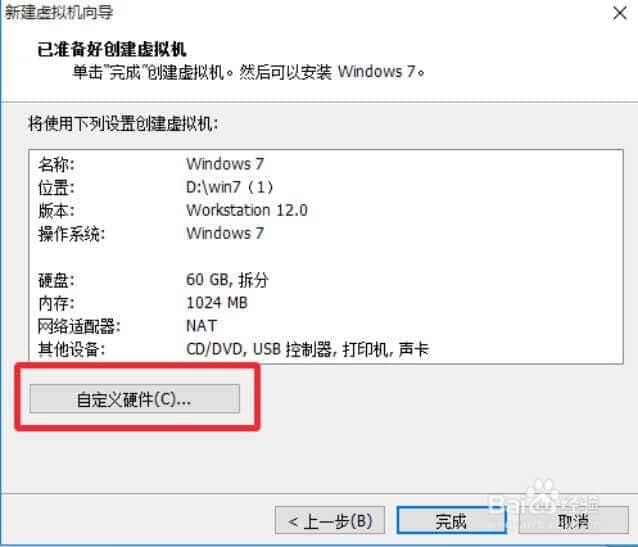 新建虚拟机向导
已准备好创建虚拟机
单击“完成”创建虚拟机。然后可以安装 Windows 7。
将使用下列设置创建虚拟机:
名称: Windows 7
位置: D:\win7（1）
版本: Workstation 12.0
操作系统: Windows 7
硬盘: 60 GB, 拆分
内存: 1024 MB
网络适配器: NAT
其他设备: CD/DVD, USB 控制器, 打印机, 声卡
自定义硬件(C)...
< 上一步(B) 完成 取消
Baidu经验